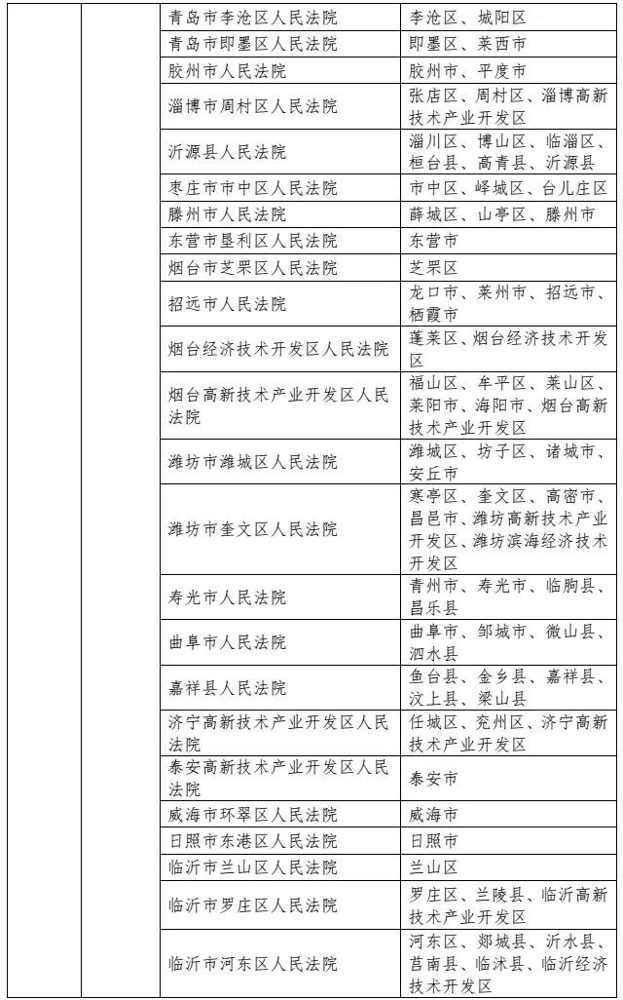 青岛市李沧区人民法院
李沧区、城阳区
青岛市即墨区人民法院
即墨区、莱西市
胶州市人民法院
胶州市、平度市
淄博市周村区人民法院
张店区、周村区、淄博高新
技术产业开发区
沂源县人民法院
淄川区、博山区、临淄区、
桓台县、高青县、沂源县
枣庄市市中区人民法院
市中区、峄城区、台儿庄区
滕州市人民法院
薛城区、山亭区、滕州市
东营市垦利区人民法院
东营市
烟台市芝罘区人民法院
芝罘区
招远市人民法院
龙口市、莱州市、招远市、
栖霞市
烟台经济技术开发区人民法院
蓬莱区、烟台经济技术开发
区
烟台高新技术产业开发区人民
法院
福山区、牟平区、莱山区、
莱阳市、海阳市、烟台高新
技术产业开发区
潍坊市潍城区人民法院
潍城区、坊子区、诸城市、
安丘市
潍坊市奎文区人民法院
寒亭区、奎文区、高密市、
昌邑市、潍坊高新技术产业
开发区、潍坊滨海经济技术
开发区
寿光市人民法院
青州市、寿光市、临朐县、
昌乐县
曲阜市人民法院
曲阜市、邹城市、微山县、
泗水县
嘉祥县人民法院
鱼台县、金乡县、嘉祥县、
汶上县、梁山县
济宁高新技术产业开发区人民
法院
任城区、兖州区、济宁高新
技术产业开发区
泰安高新技术产业开发区人民
法院
泰安市
威海市环翠区人民法院
威海市
日照市东港区人民法院
日照市
临沂市兰山区人民法院
兰山区
临沂市罗庄区人民法院
罗庄区、兰陵县、临沂高新
技术产业开发区
临沂市河东区人民法院
河东区、郯城县、沂水县、
莒南县、临沭县、临沂经济
技术开发区